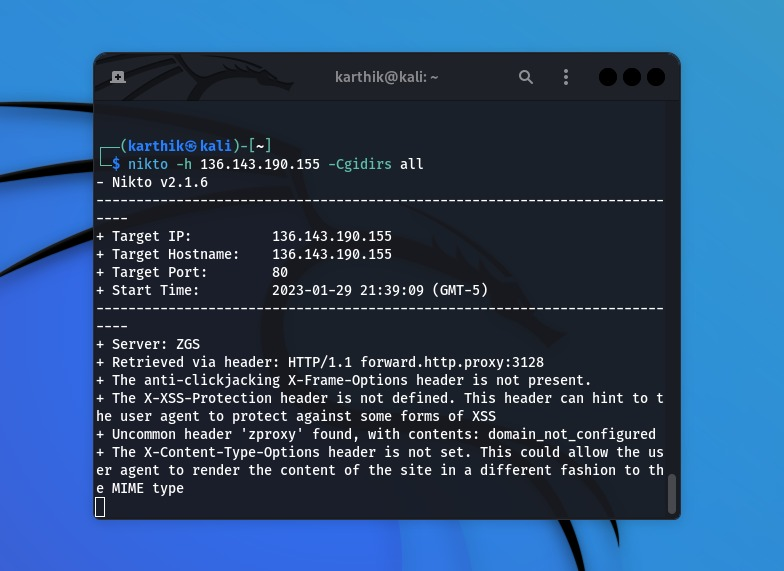 karthik@kali: ~
┌──(karthik㉿kali)-[~]
└─$ nikto -h 136.143.190.155 -Cgidirs all
- Nikto v2.1.6
-----------------------------------------------------------------------
----
+ Target IP:          136.143.190.155
+ Target Hostname:    136.143.190.155
+ Target Port:        80
+ Start Time:         2023-01-29 21:39:09 (GMT-5)
-----------------------------------------------------------------------
----
+ Server: ZGS
+ Retrieved via header: HTTP/1.1 forward.http.proxy:3128
+ The anti-clickjacking X-Frame-Options header is not present.
+ The X-XSS-Protection header is not defined. This header can hint to t
he user agent to protect against some forms of XSS
+ Uncommon header 'zproxy' found, with contents: domain_not_configured
+ The X-Content-Type-Options header is not set. This could allow the us
er agent to render the content of the site in a different fashion to th
e MIME type